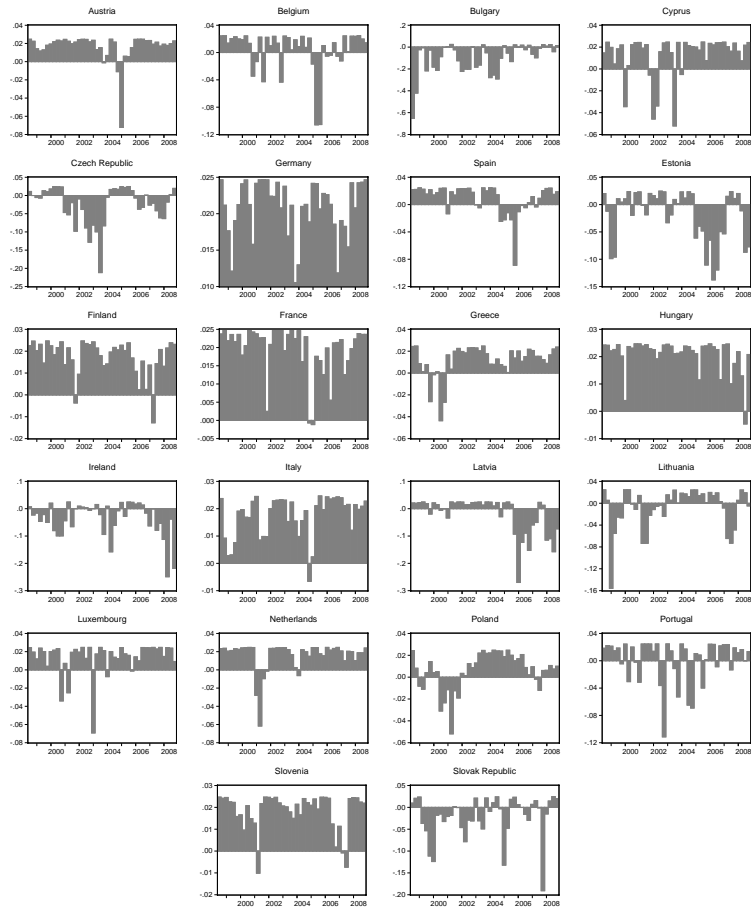 Austria
.04
.02
.00
-.02
-.04
-.06
-.08
2000 2002 2004 2006 2008
Belgium
.04
.00
-.04
-.08
-.12
2000 2002 2004 2006 2008
Bulgary
.2
-.0
-.2
-.4
-.6
-.8
2000 2002 2004 2006 2008
Cyprus
.04
.02
.00
-.02
-.04
-.06
2000 2002 2004 2006 2008
Czech Republic
.05
.00
-.05
-.10
-.15
-.20
-.25
2000 2002 2004 2006 2008
Germany
.025
.020
.015
.010
2000 2002 2004 2006 2008
Spain
.04
.00
-.04
-.08
-.12
2000 2002 2004 2006 2008
Estonia
.05
.00
-.05
-.10
-.15
2000 2002 2004 2006 2008
Finland
.03
.02
.01
.00
-.01
-.02
2000 2002 2004 2006 2008
France
.025
.020
.015
.010
.005
.000
-.005
2000 2002 2004 2006 2008
Greece
.04
.02
.00
-.02
-.04
-.06
2000 2002 2004 2006 2008
Hungary
.03
.02
.01
.00
-.01
2000 2002 2004 2006 2008
Ireland
.1
.0
-.1
-.2
-.3
2000 2002 2004 2006 2008
Italy
.03
.02
.01
.00
-.01
2000 2002 2004 2006 2008
Latvia
.1
.0
-.1
-.2
-.3
2000 2002 2004 2006 2008
Lithuania
.04
.00
-.04
-.08
-.12
-.16
2000 2002 2004 2006 2008
Luxembourg
.04
.02
.00
-.02
-.04
-.06
-.08
2000 2002 2004 2006 2008
Netherlands
.04
.02
.00
-.02
-.04
-.06
-.08
2000 2002 2004 2006 2008
Poland
.04
.02
.00
-.02
-.04
-.06
2000 2002 2004 2006 2008
Portugal
.04
.00
-.04
-.08
-.12
2000 2002 2004 2006 2008
Slovenia
.03
.02
.01
.00
-.01
-.02
2000 2002 2004 2006 2008
Slovak Republic
.05
.00
-.05
-.10
-.15
-.20
2000 2002 2004 2006 2008